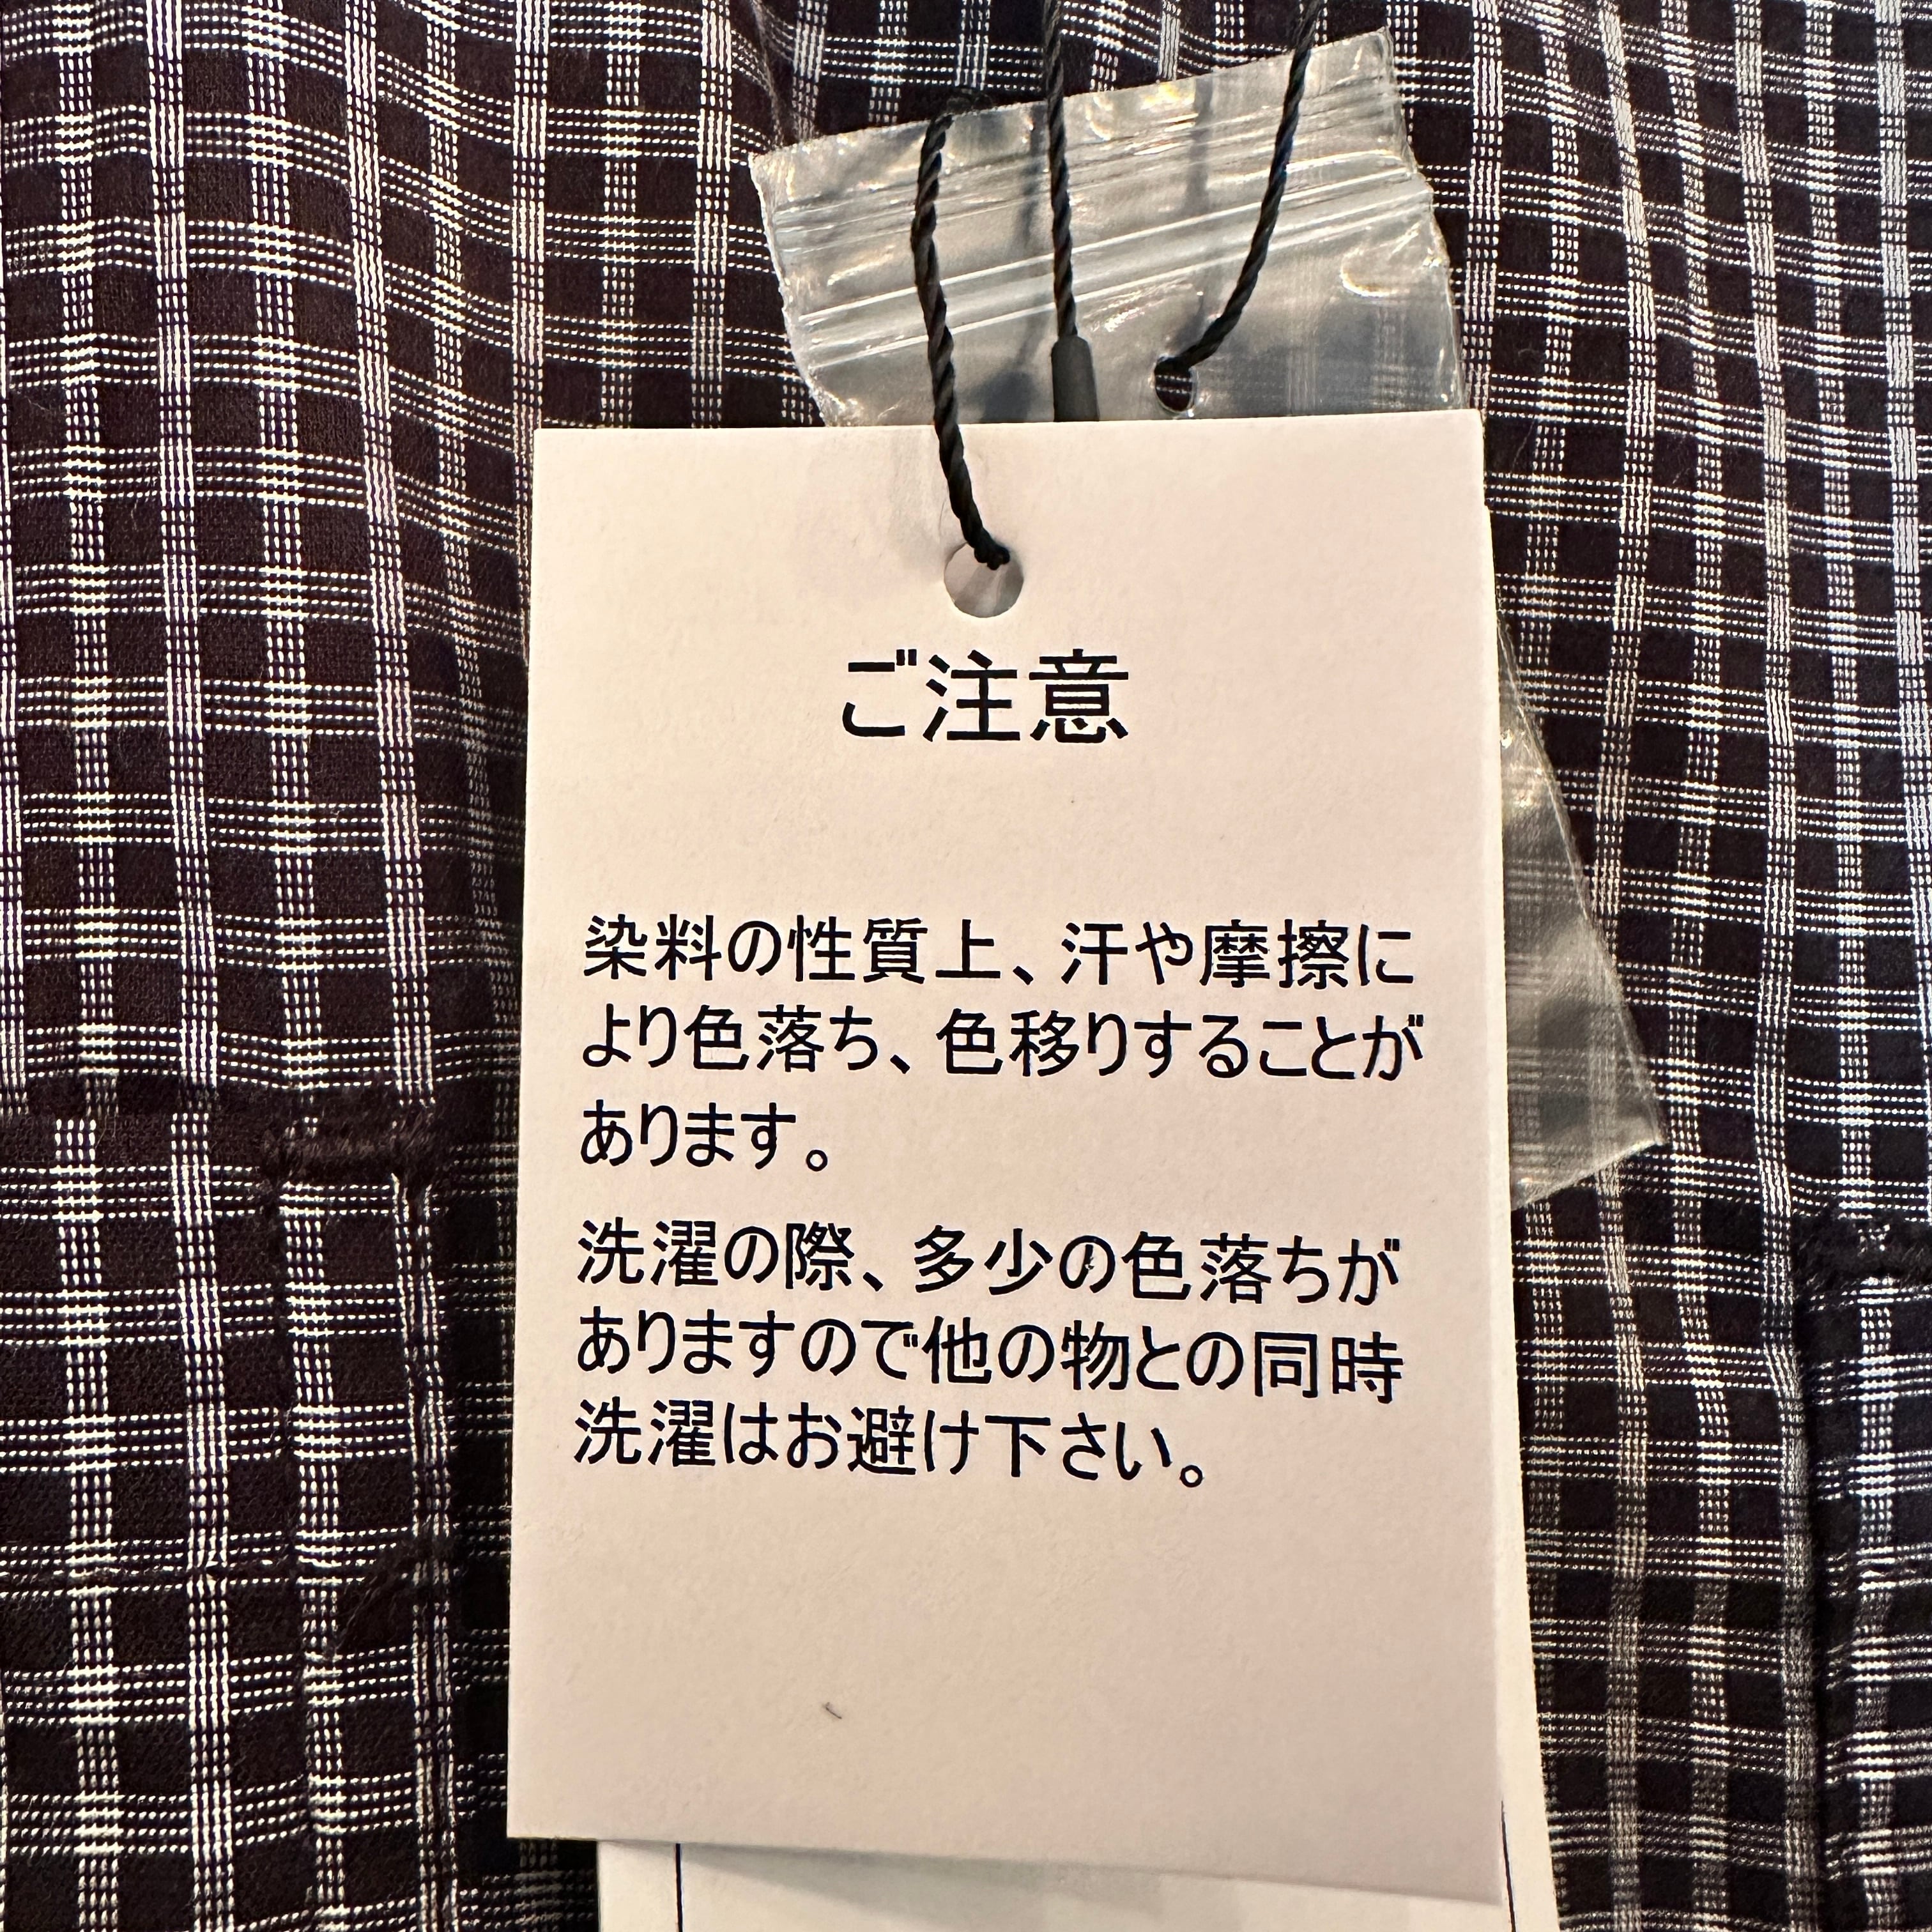 ご注意
染料の性質上、汗や摩擦に
より色落ち、色移りすることが
あります。
洗濯の際、多少の色落ちが
ありますので他の物との同時
洗濯はお避け下さい。